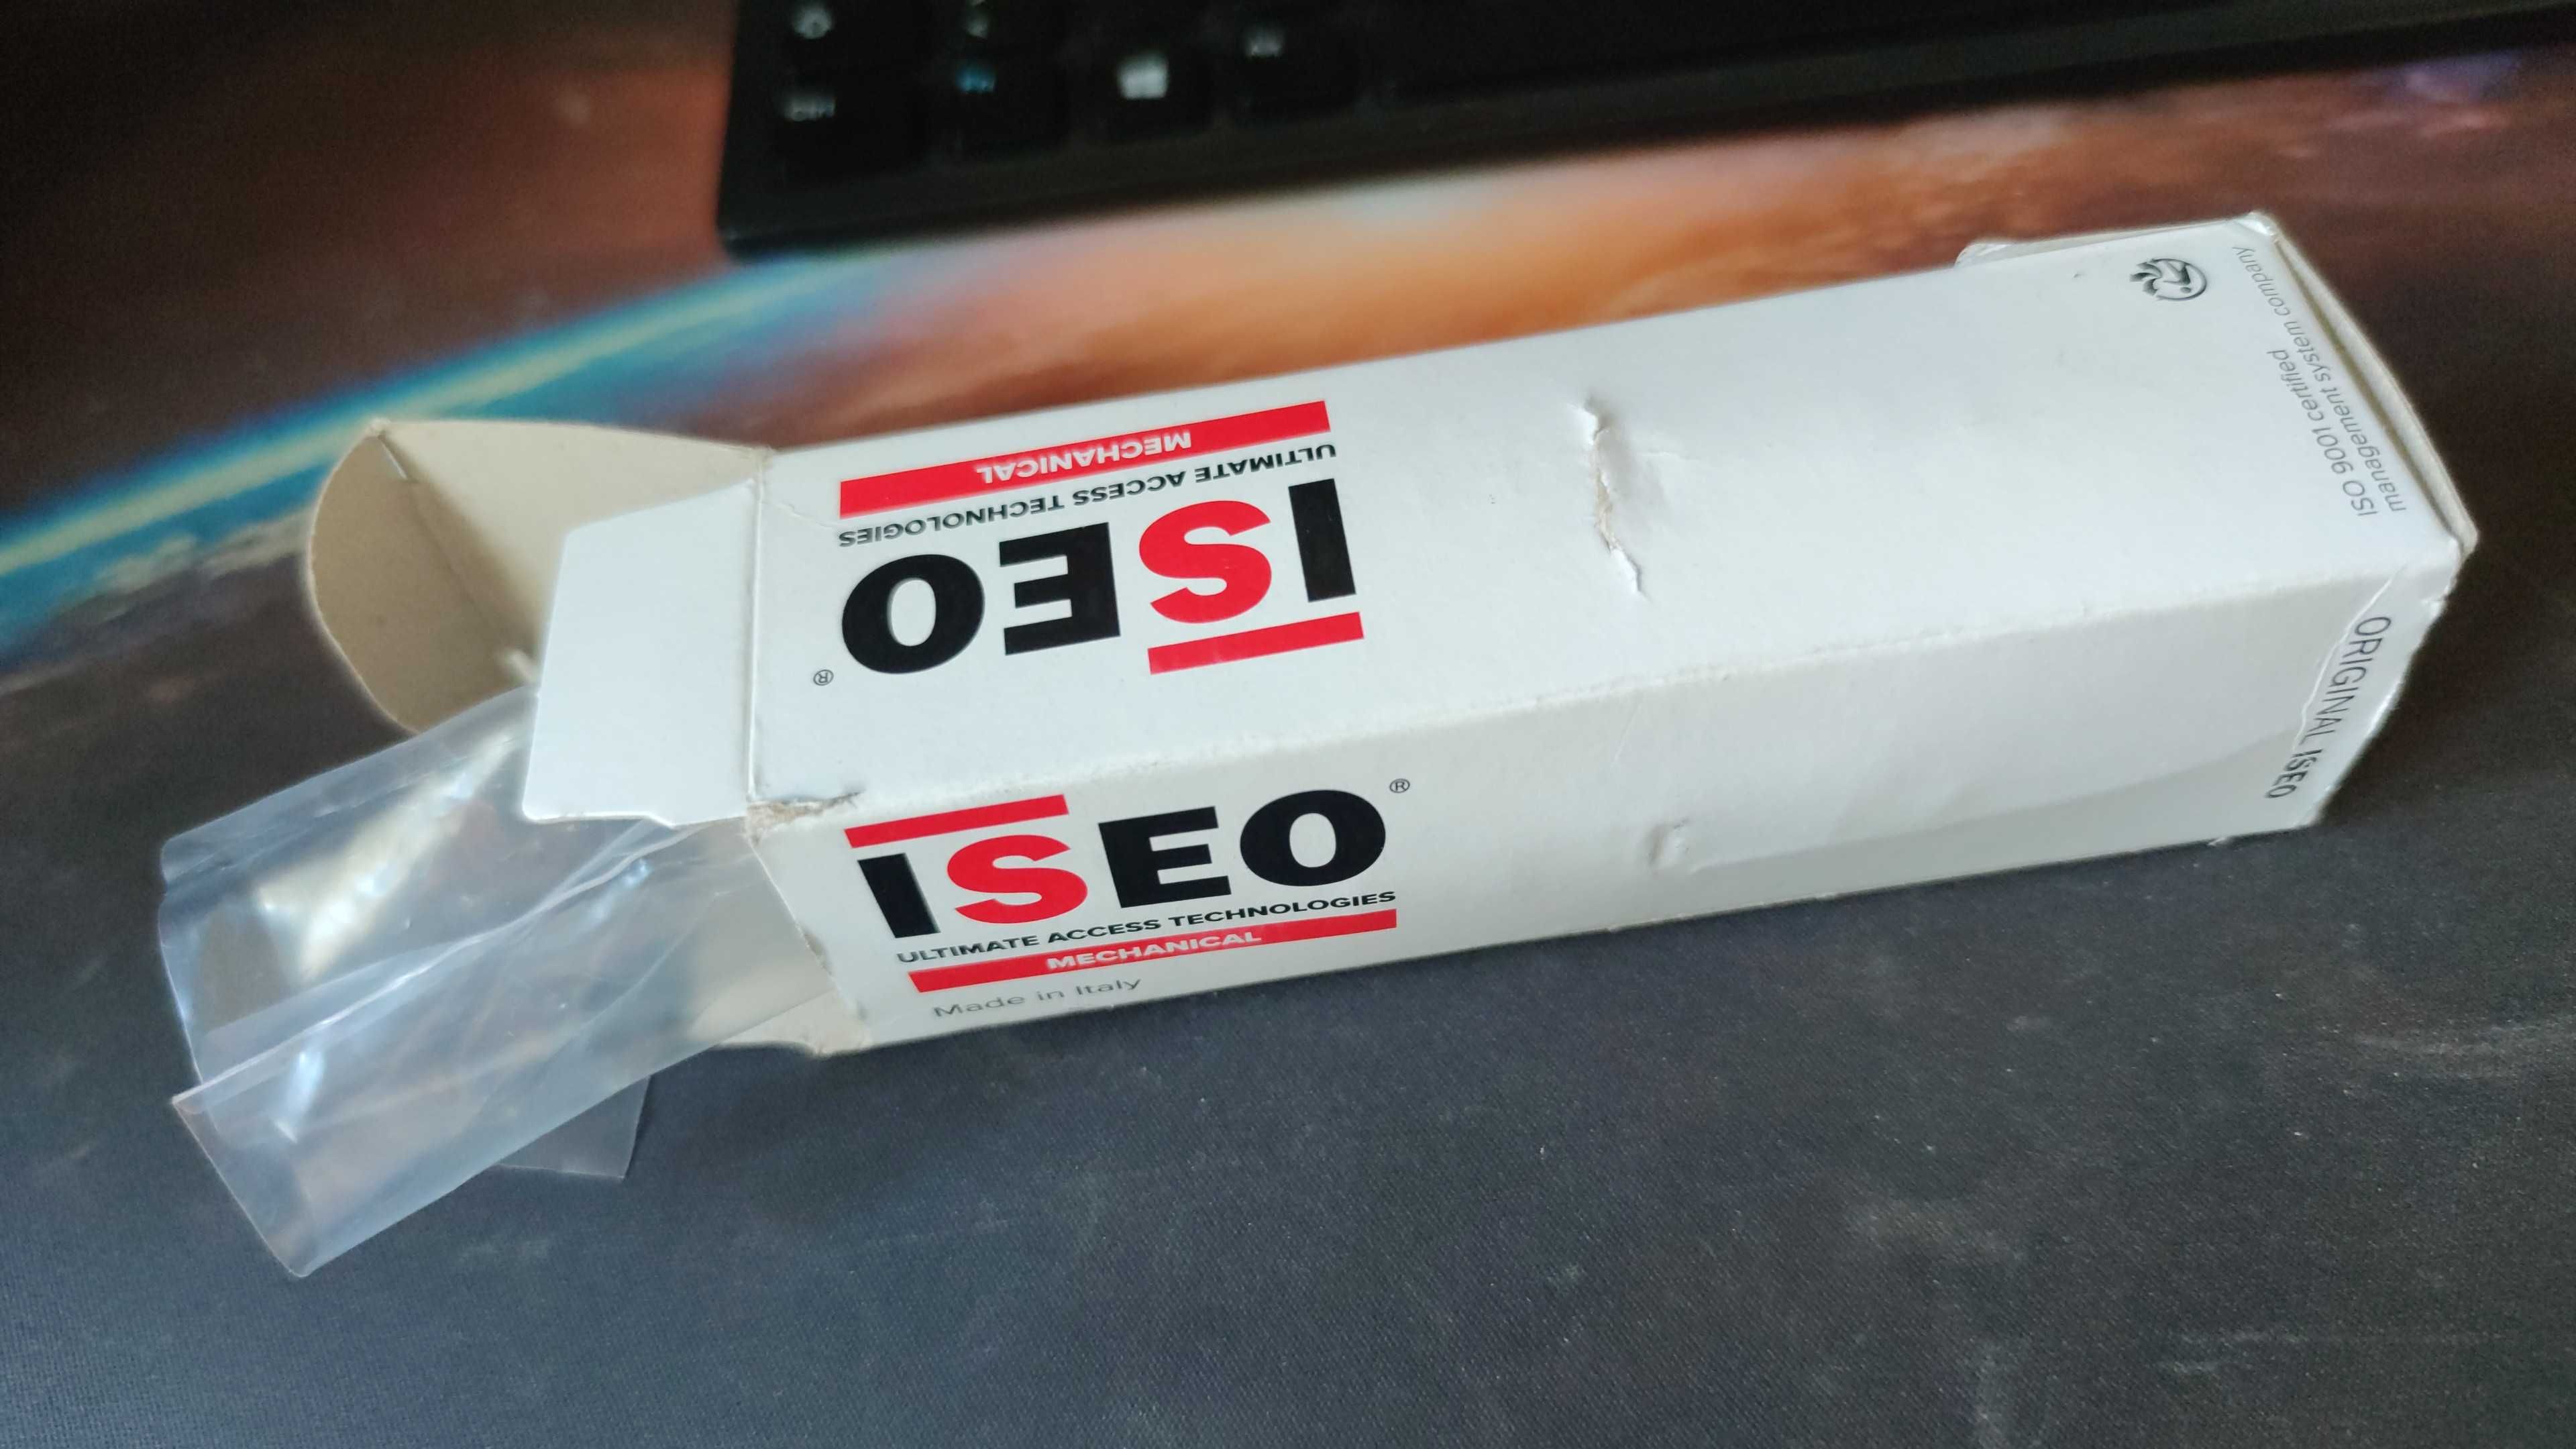 MECHANICAL
ULTIMATE ACCESS TECHNOLOGIES
ISEO®
ISO 9001 certified
management system company
ISEO®
ULTIMATE ACCESS TECHNOLOGIES
MECHANICAL
Made in Italy
ORIGINAL ISEO